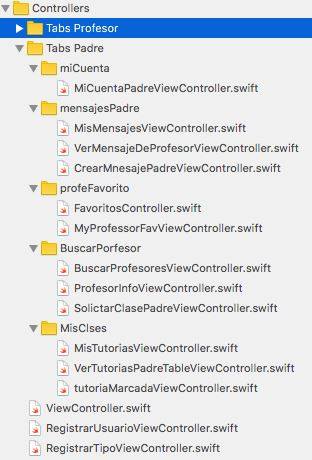 Controllers
Tabs Profesor
Tabs Padre
miCuenta
MiCuentaPadreViewController.swift
mensajesPadre
MisMensajesViewController.swift
VerMensajeDeProfesorViewController.swift
CrearMnesajePadreViewController.swift
profeFavorito
FavoritosController.swift
MyProfessorFavViewController.swift
BuscarPorfesor
BuscarProfesoresViewController.swift
ProfesorInfoViewController.swift
SolictarClasePadreViewController.swift
MisClses
MisTutoriasViewController.swift
VerTutoriasPadreTableViewController.swift
tutoriaMarcadaViewController.swift
ViewController.swift
RegistrarUsuarioViewController.swift
RegistrarTipoViewController.swift